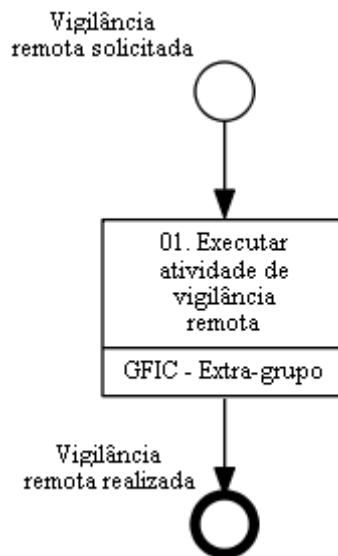 Vigilância
remota solicitada
01. Executar
atividade de
vigilância
remota
GFIC - Extra-grupo
Vigilância
remota realizada